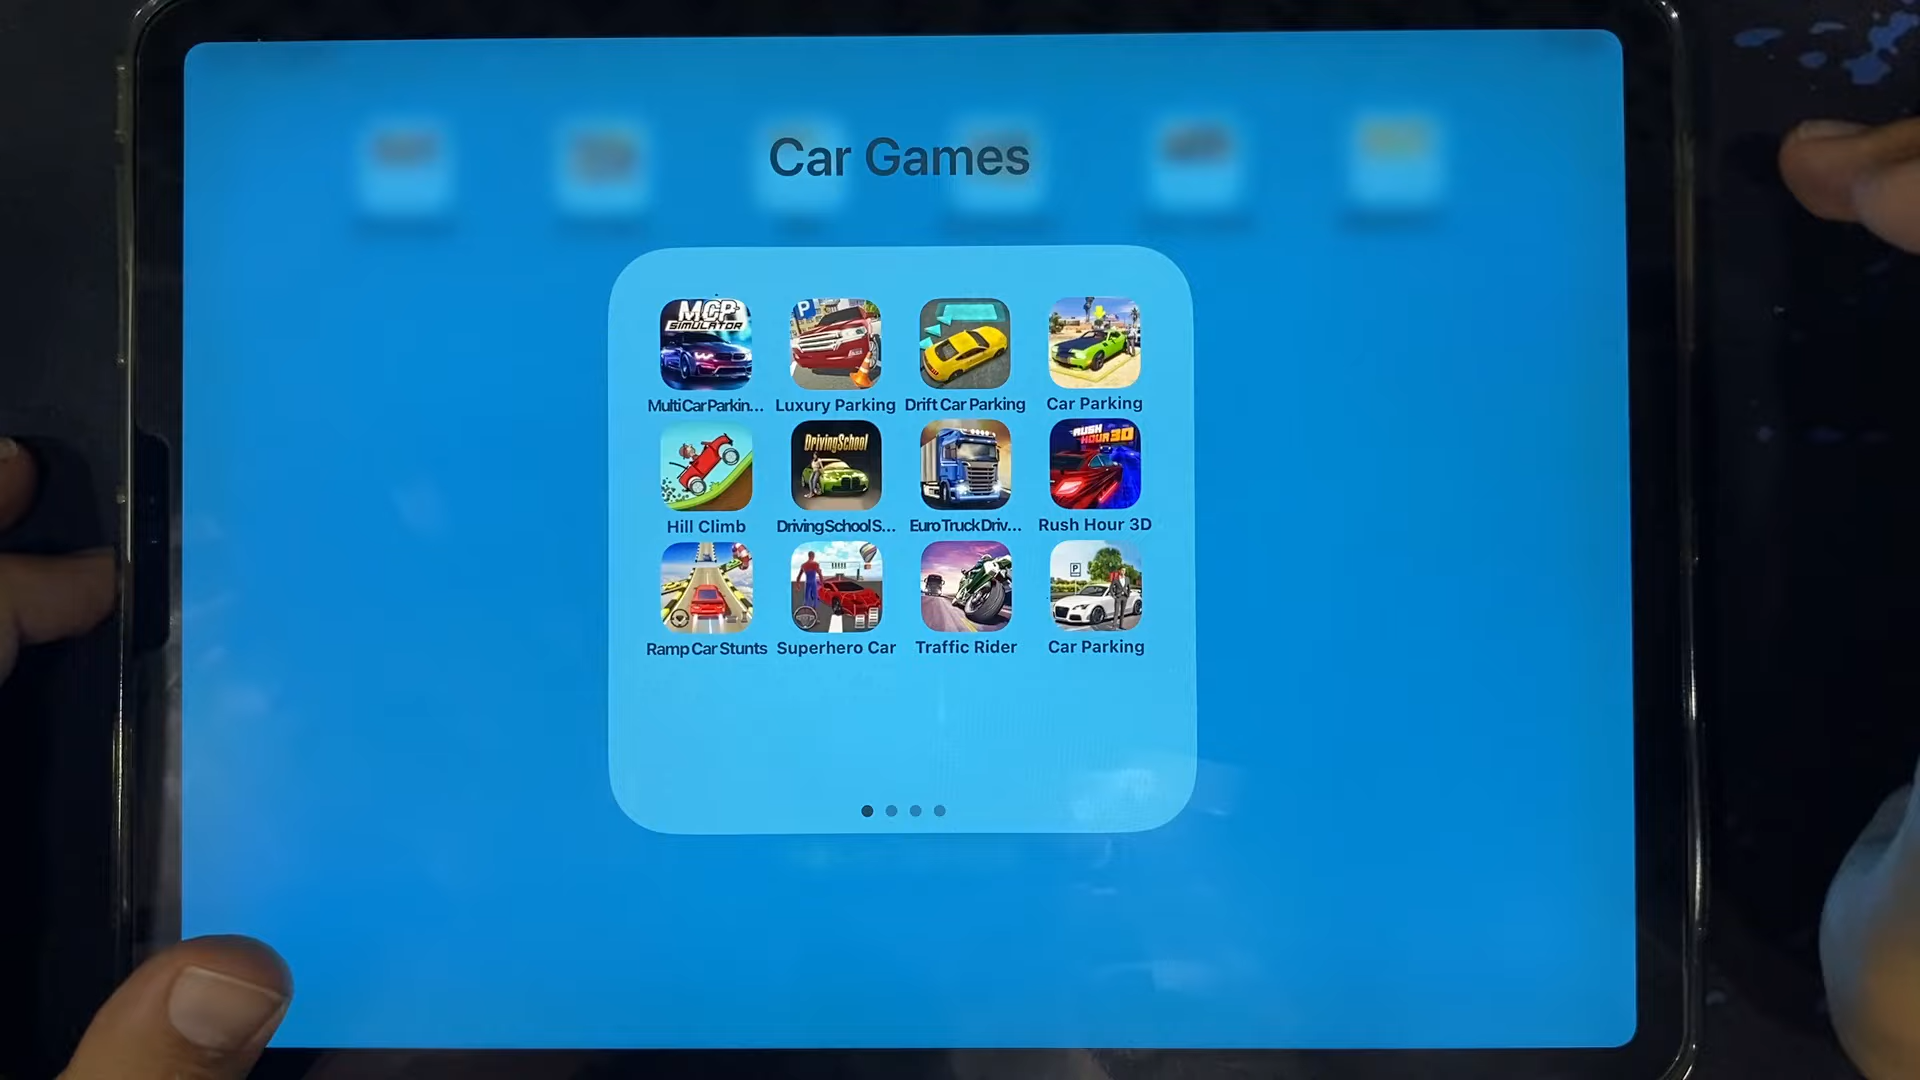 Car Games
MCP
SIMULATOR
P
MultiCarParkin...
Luxury Parking
Drift Car Parking
Car Parking
DrivingSchool
RUSH
HOUR 3D
Hill Climb
DrivingSchoolS...
EuroTruckDriv...
Rush Hour 3D
P
Ramp Car Stunts
Superhero Car
Traffic Rider
Car Parking